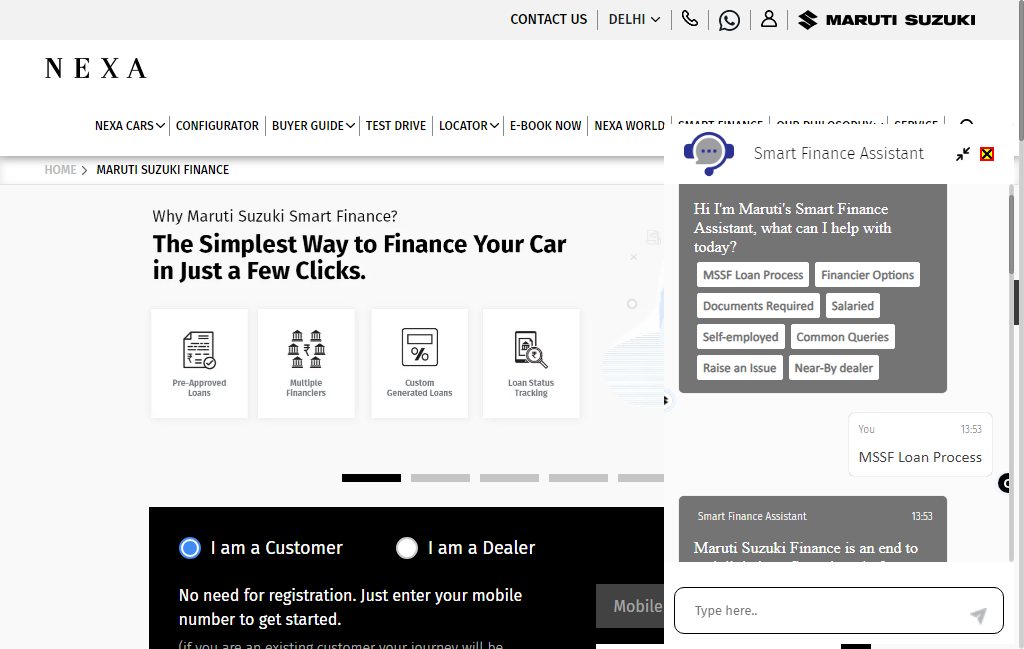 CONTACT US
DELHI
MARUTI SUZUKI
NEXA
NEXA CARS
CONFIGURATOR
BUYER GUIDE
TEST DRIVE
LOCATOR
E-BOOK NOW
NEXA WORLD
SMART FINANCE
OUR PHILOSOPHY
SERVICE
HOME
MARUTI SUZUKI FINANCE
Why Maruti Suzuki Smart Finance?
The Simplest Way to Finance Your Car
in Just a Few Clicks.
Pre-Approved
Loans
Multiple
Financiers
Custom
Generated Loans
Loan Status
Tracking
I am a Customer
I am a Dealer
No need for registration. Just enter your mobile
number to get started.
(if you are an existing customer your journey will be
Mobile
Smart Finance Assistant
Hi I'm Maruti's Smart Finance
Assistant, what can I help with
today?
MSSF Loan Process
Financier Options
Documents Required
Salaried
Self-employed
Common Queries
Raise an Issue
Near-By dealer
You
13:53
MSSF Loan Process
Smart Finance Assistant
13:53
Maruti Suzuki Finance is an end to
Type here..